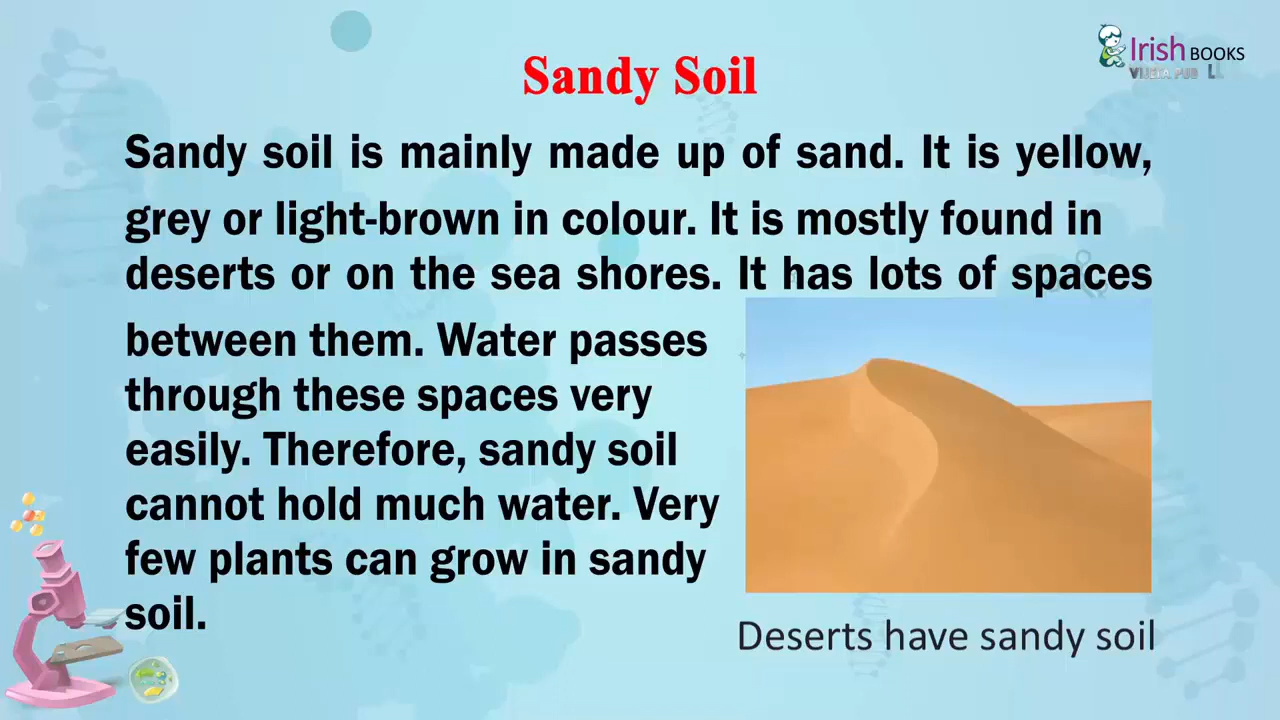 Irish BOOKS
Sandy Soil
Sandy soil is mainly made up of sand. It is yellow,
grey or light-brown in colour. It is mostly found in
deserts or on the sea shores. It has lots of spaces
between them. Water passes
through these spaces very
easily. Therefore, sandy soil
cannot hold much water. Very
few plants can grow in sandy
soil.
Deserts have sandy soil